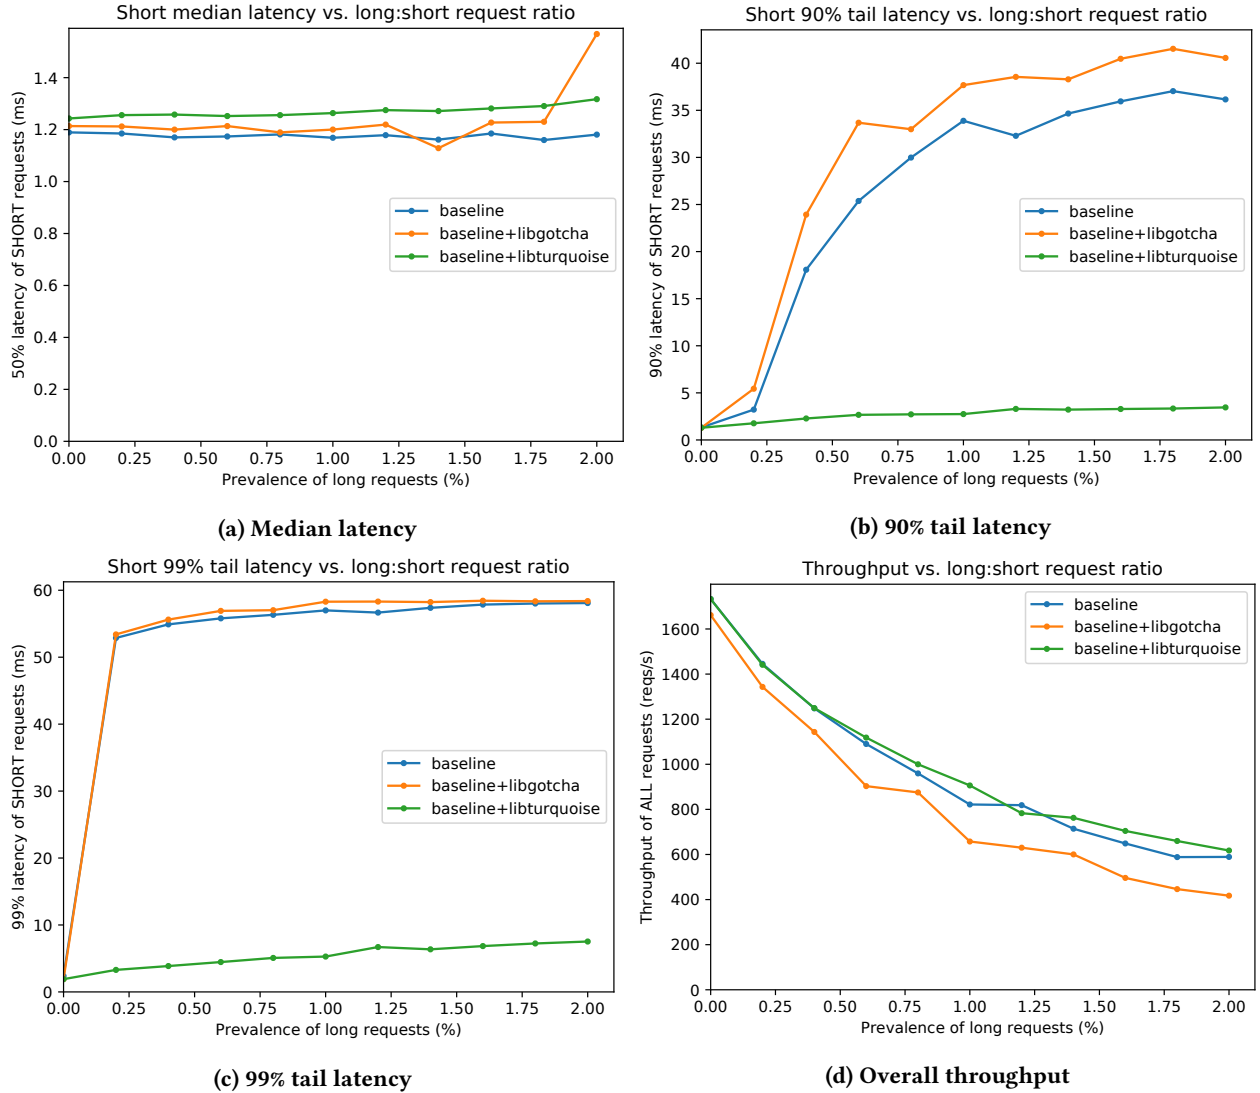 Short median latency vs. long:short request ratio
50% latency of SHORT requests (ms)
1.4
1.2
1.0
0.8
0.6
0.4
0.2
0.0
baseline
baseline+libgotcha
baseline+libturquoise
0.00 0.25 0.50 0.75 1.00 1.25 1.50 1.75 2.00
Prevalence of long requests (%)
(a) Median latency
Short 90% tail latency vs. long:short request ratio
90% latency of SHORT requests (ms)
40
35
30
25
20
15
10
5
0
baseline
baseline+libgotcha
baseline+libturquoise
0.00 0.25 0.50 0.75 1.00 1.25 1.50 1.75 2.00
Prevalence of long requests (%)
(b) 90% tail latency
Short 99% tail latency vs. long:short request ratio
99% latency of SHORT requests (ms)
60
50
40
30
20
10
0
baseline
baseline+libgotcha
baseline+libturquoise
0.00 0.25 0.50 0.75 1.00 1.25 1.50 1.75 2.00
Prevalence of long requests (%)
(c) 99% tail latency
Throughput vs. long:short request ratio
Throughput of ALL requests (reqs/s)
1600
1400
1200
1000
800
600
400
200
0
baseline
baseline+libgotcha
baseline+libturquoise
0.00 0.25 0.50 0.75 1.00 1.25 1.50 1.75 2.00
Prevalence of long requests (%)
(d) Overall throughput